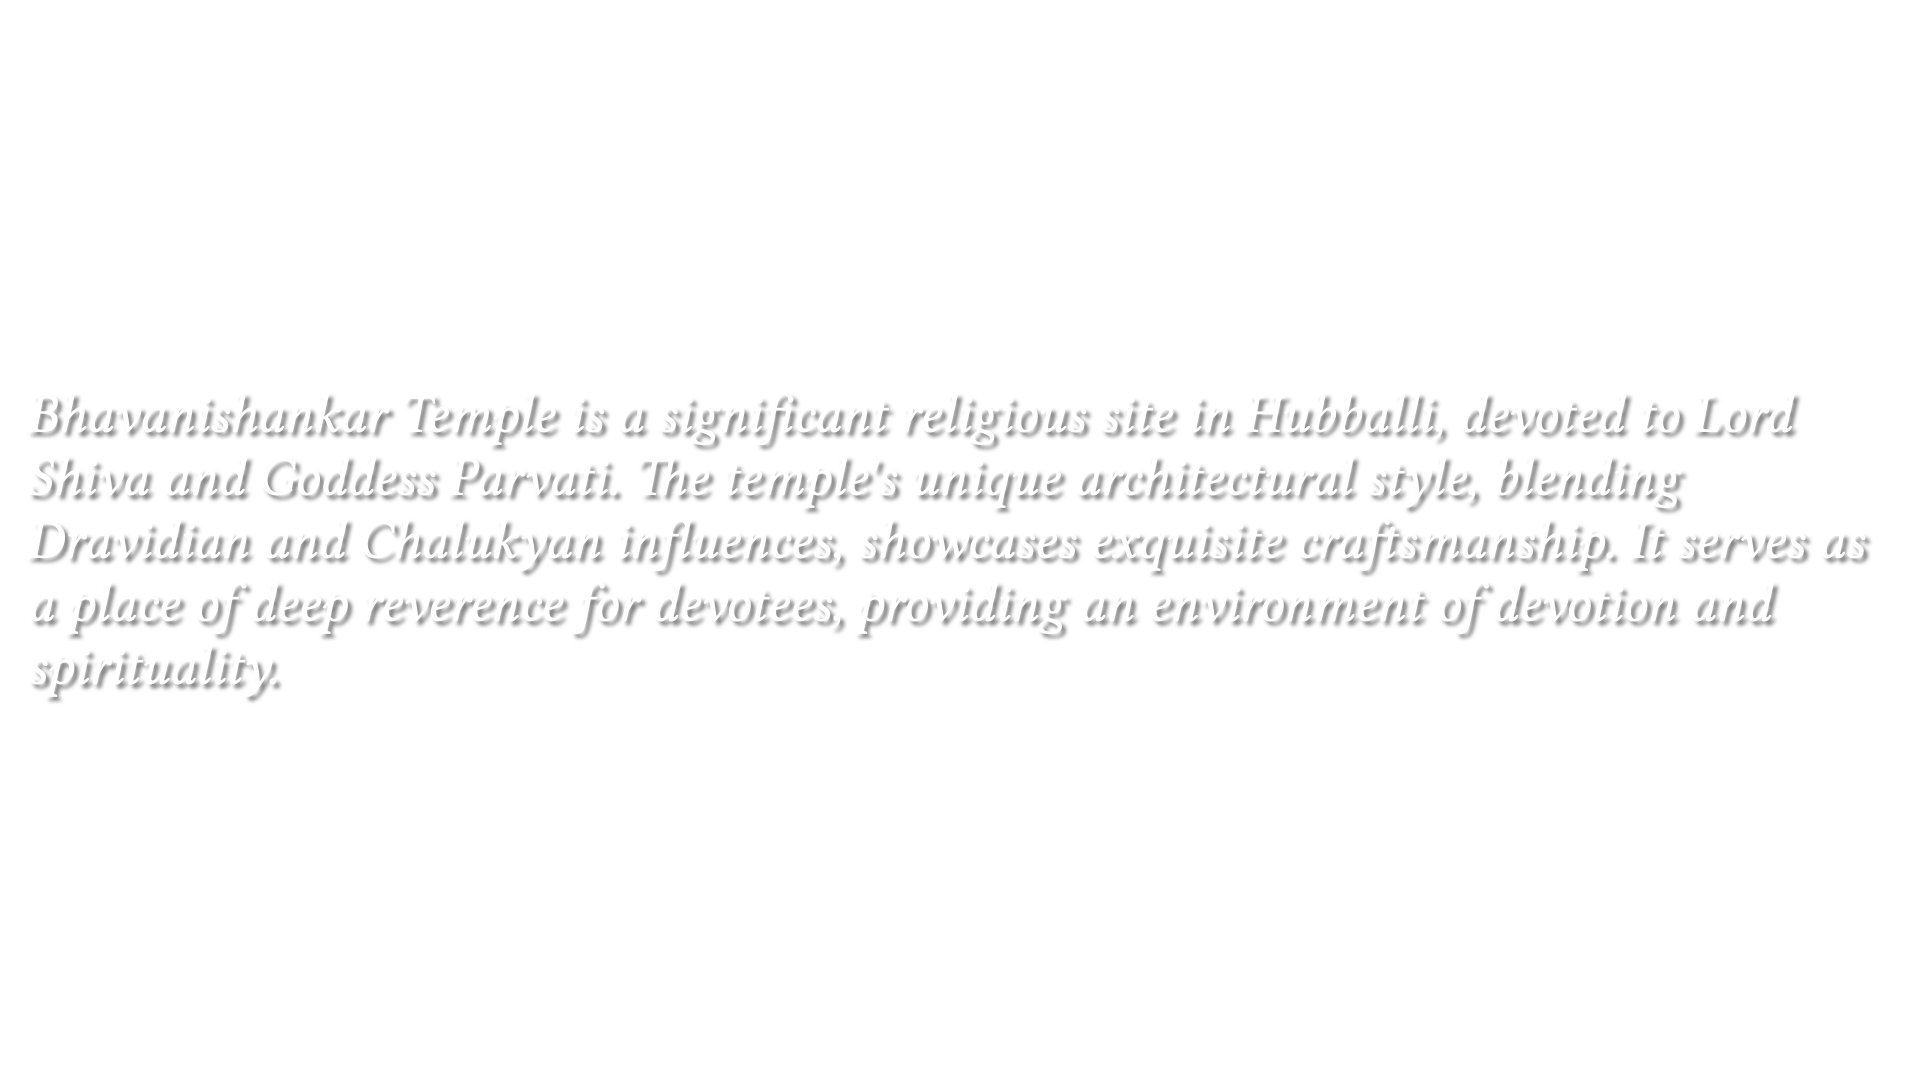 Bhavanishankar Temple is a significant religious site in Hubballi, devoted to Lord
Shiva and Goddess Parvati. The temple's unique architectural style, blending
Dravidian and Chalukyan influences, showcases exquisite craftsmanship. It serves as
a place of deep reverence for devotees, providing an environment of devotion and
spirituality.